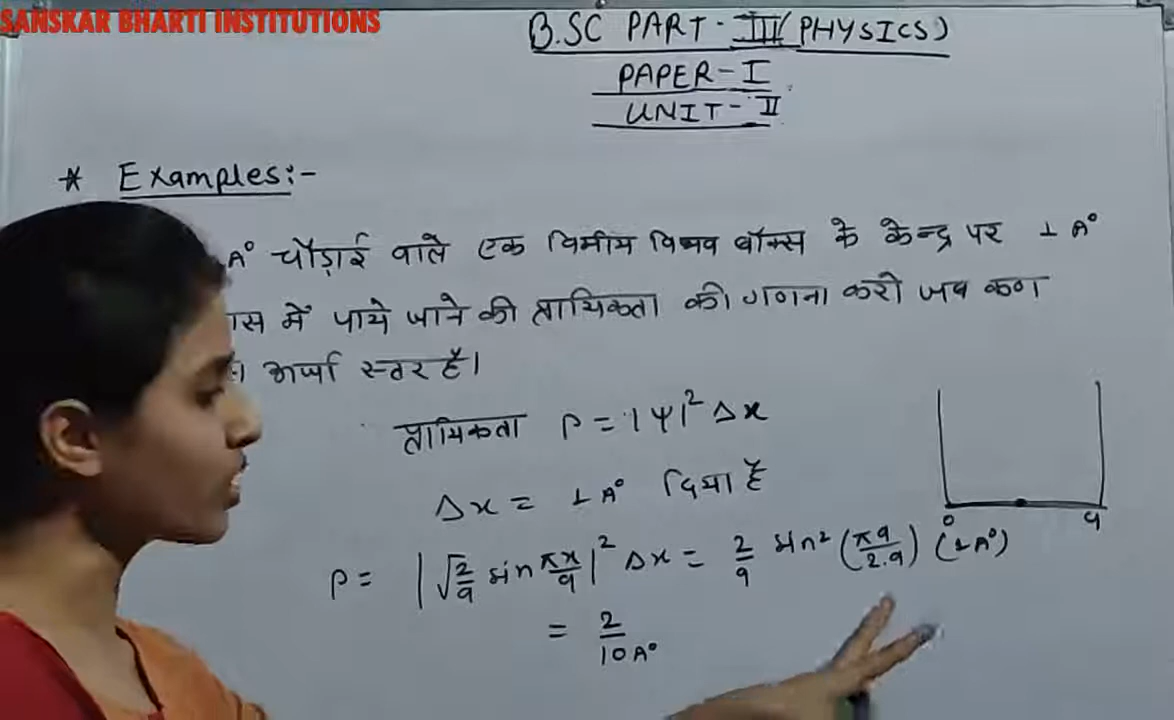 SANSKAR BHARTI INSTITUTIONS
B.SC PART-III (PHYSICS)
PAPER-I
UNIT-II
* Examples:-
A° चौड़ाई वाले एक विमीय विभव बॉक्स के केन्द्र पर 1 A°
में पाये जाने की प्रायिकता की गणना करो जब कण
ऊर्जा स्तर है।
प्रायिकता P = |Ψ|² Δx
Δx = 1 A° दिया है
0 a
P = |√(2/a) sin πx/a|² Δx = 2/a sin² (πa/2.a) (1A°)
= 2/10A°